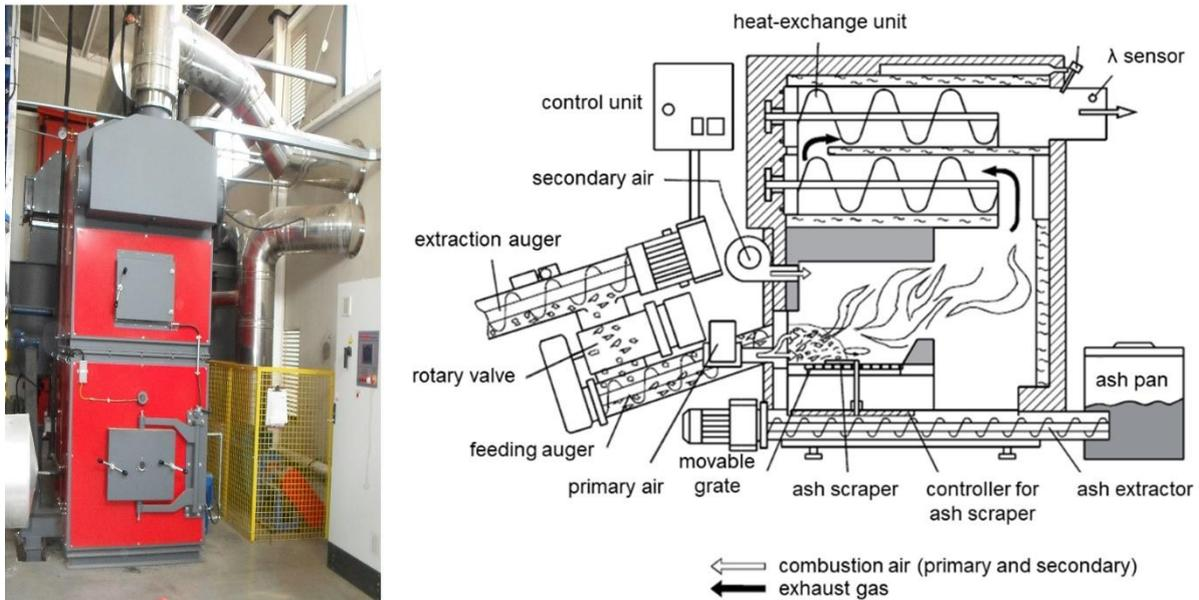 heat-exchange unit
λ sensor
control unit
secondary air
extraction auger
rotary valve
feeding auger
primary air
movable
grate
ash scraper
controller for
ash scraper
ash extractor
ash pan
combustion air (primary and secondary)
exhaust gas